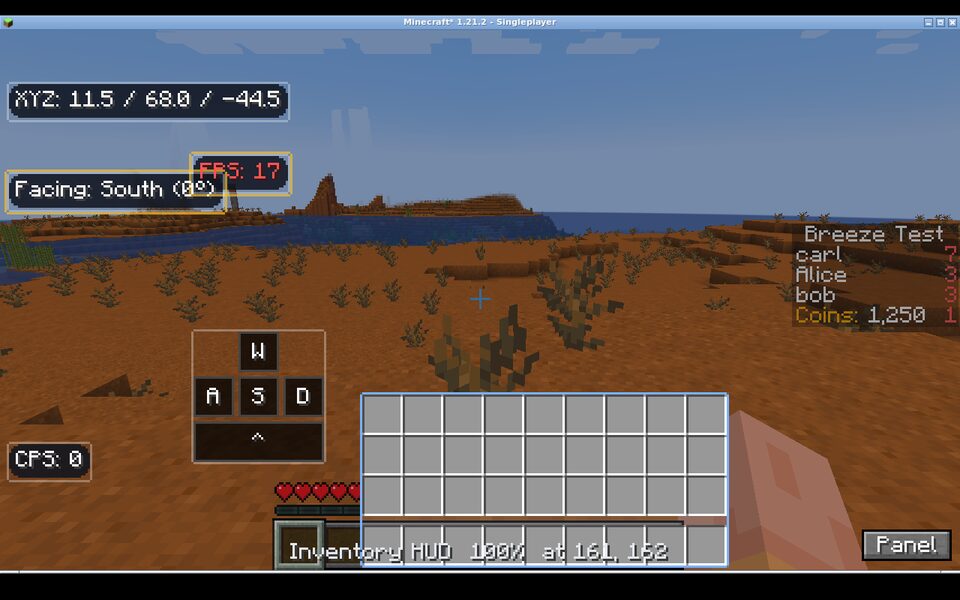 Minecraft* 1.21.2 - Singleplayer
XYZ: 11.5 / 68.0 / -44.5
FPS: 17
Facing: South (0°)
Breeze Test
carl 7
Alice 3
bob 3
Coins: 1,250 1
W
A S D
^
CPS: 0
Inventory HUD 100% at 161, 162
Panel